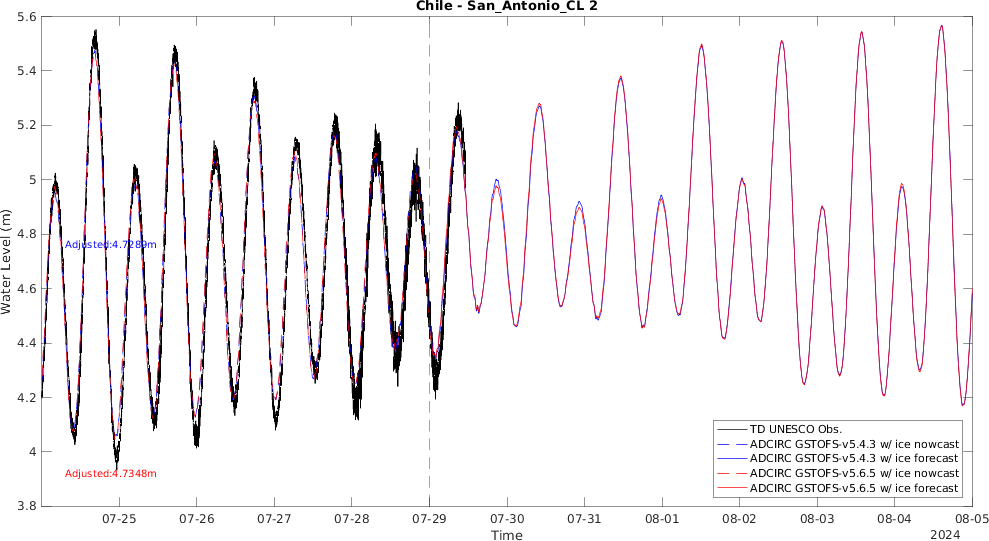 Chile - San_Antonio_CL 2
5.6
5.4
5.2
5
4.8
4.6
4.4
4.2
4
3.8
Water Level (m)
Adjusted:4.7289m
Adjusted:4.7348m
TD UNESCO Obs.
ADCIRC GSTOFS-v5.4.3 w/ ice nowcast
ADCIRC GSTOFS-v5.4.3 w/ ice forecast
ADCIRC GSTOFS-v5.6.5 w/ ice nowcast
ADCIRC GSTOFS-v5.6.5 w/ ice forecast
07-25 07-26 07-27 07-28 07-29 07-30 07-31 08-01 08-02 08-03 08-04 08-05
Time
2024